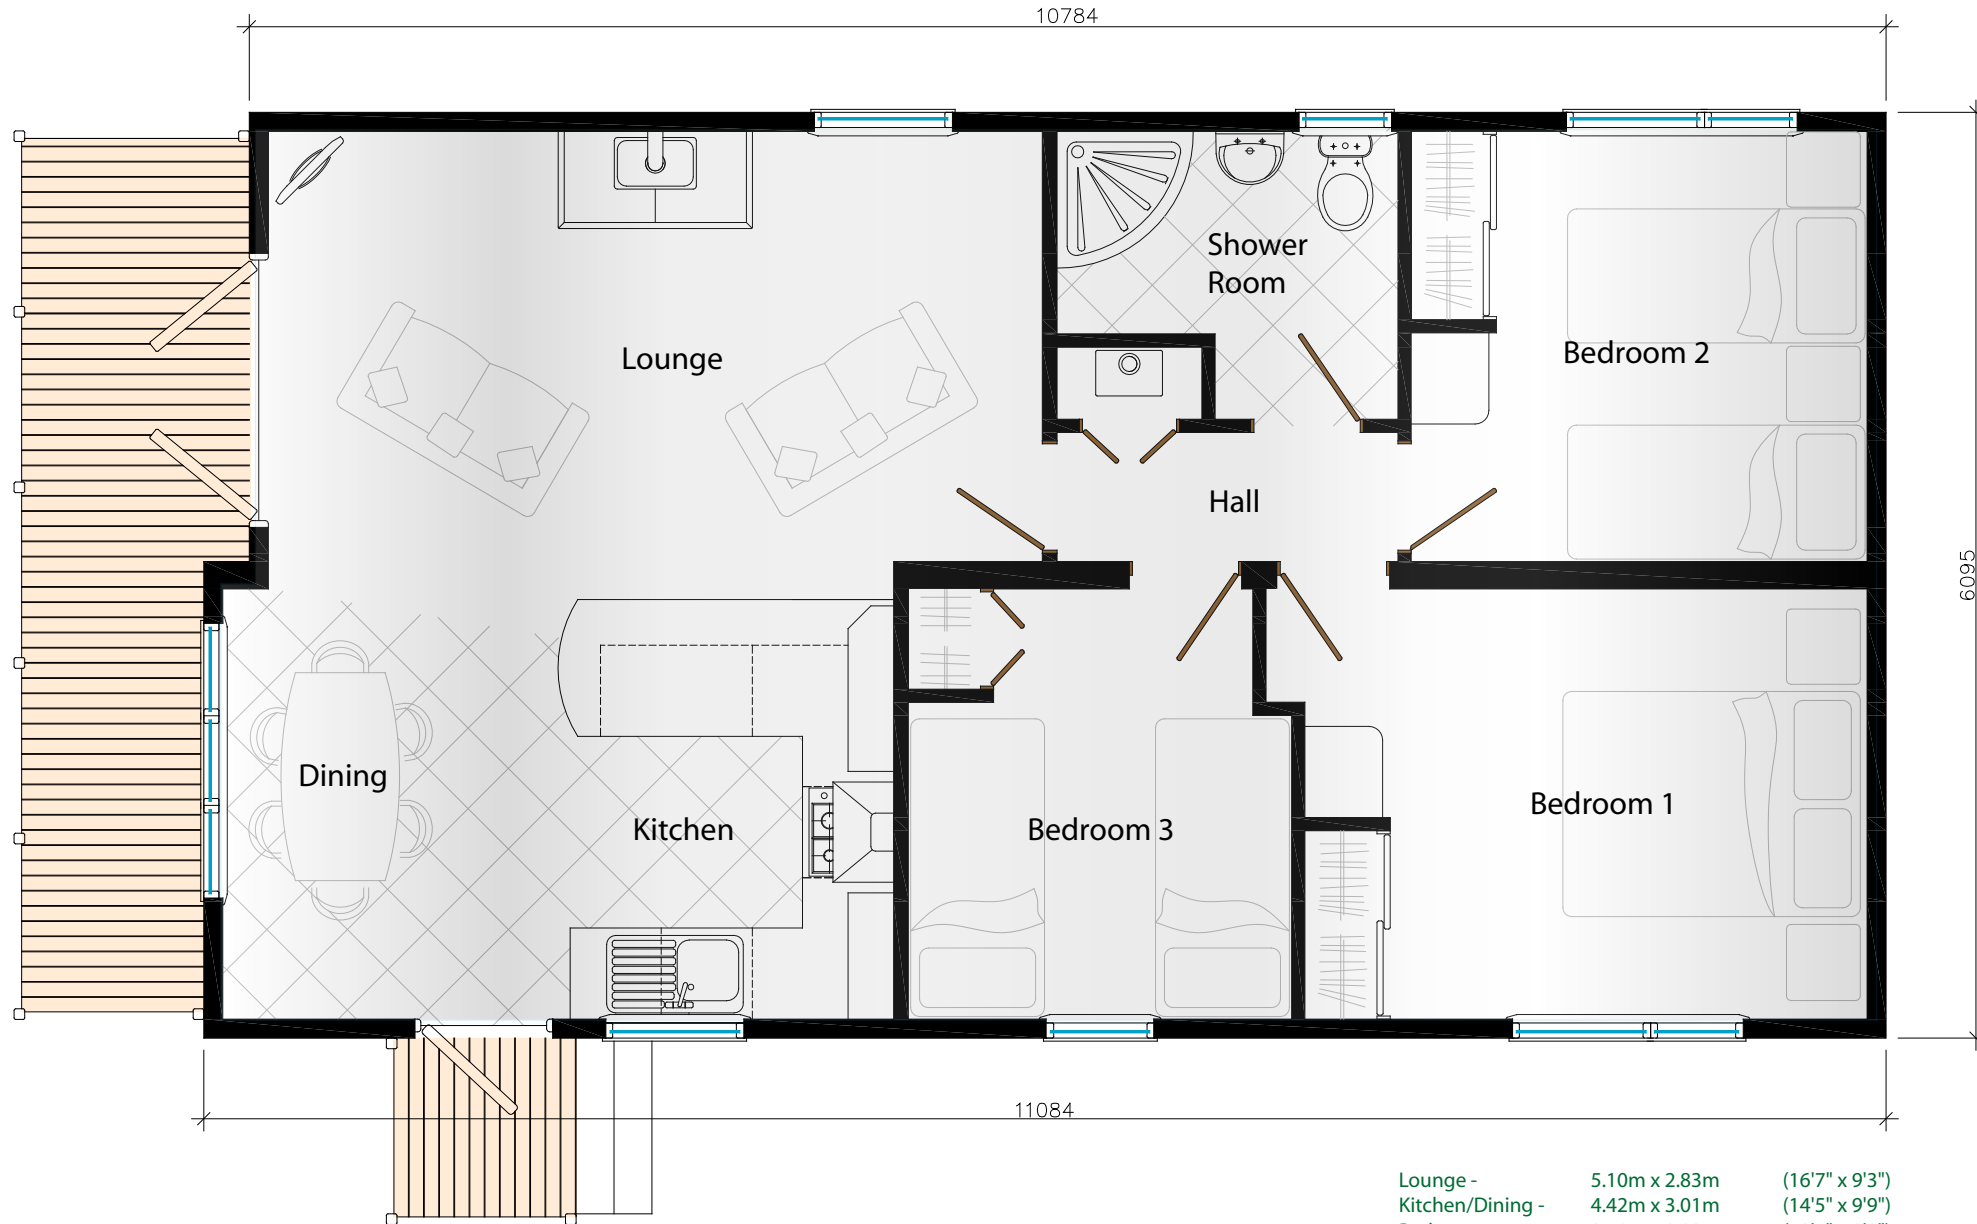 10784
Shower
Room
Lounge
Bedroom 2
Hall
6095
Dining
Kitchen
Bedroom 3
Bedroom 1
11084
Lounge - 5.10m x 2.83m (16'7" x 9'3")
Kitchen/Dining - 4.42m x 3.01m (14'5" x 9'9")